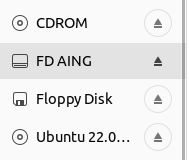 CDROM
FD AING
Floppy Disk
Ubuntu 22.0...